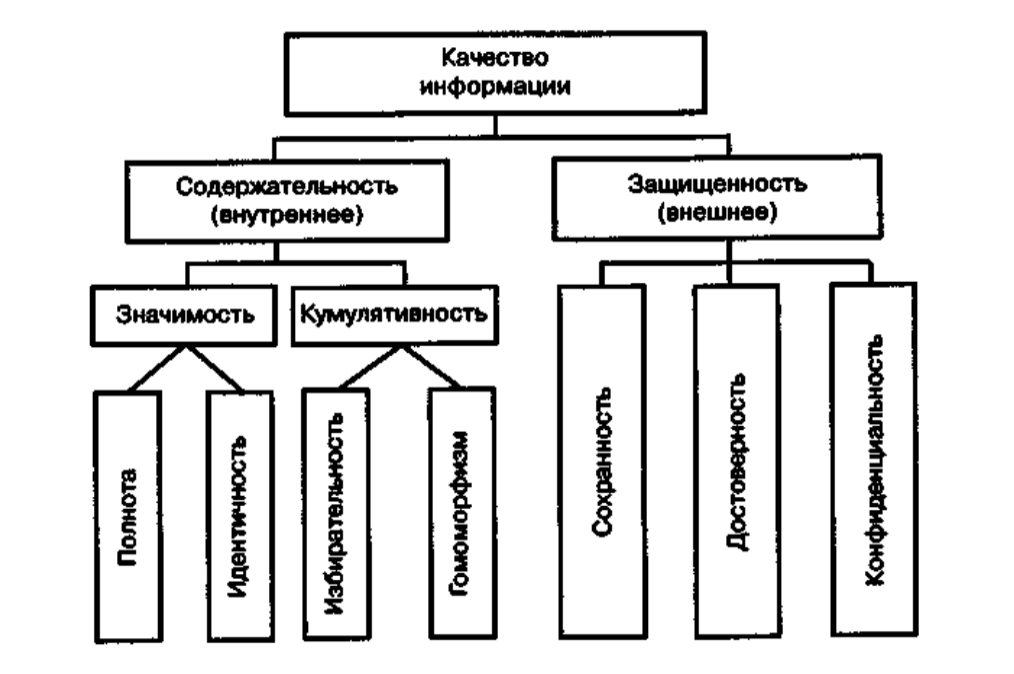 Качество
информации
Содержательность
(внутреннее)
Защищенность
(внешнее)
Значимость
Кумулятивность
Полнота
Идентичность
Избирательность
Гомоморфизм
Сохранность
Достоверность
Конфиденциальность